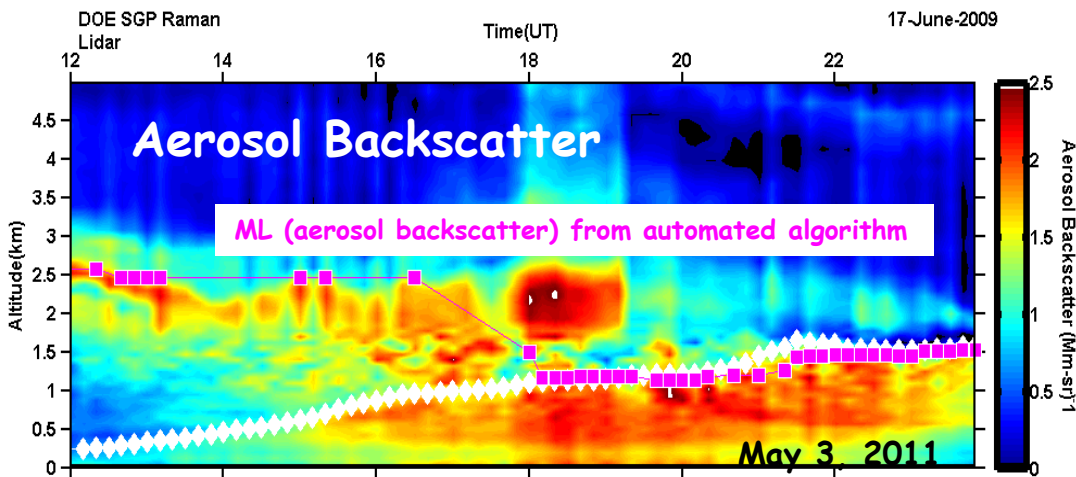 DOE SGP Raman
Lidar
Time(UT)
17-June-2009
12 14 16 18 20 22
Aerosol Backscatter
ML (aerosol backscatter) from automated algorithm
May 3, 2011
Altitude(km)
4.5
4
3.5
3
2.5
2
1.5
1
0.5
0
2.5
2
1.5
1
0.5
0
Aerosol Backscatter (Mm-sr)-1